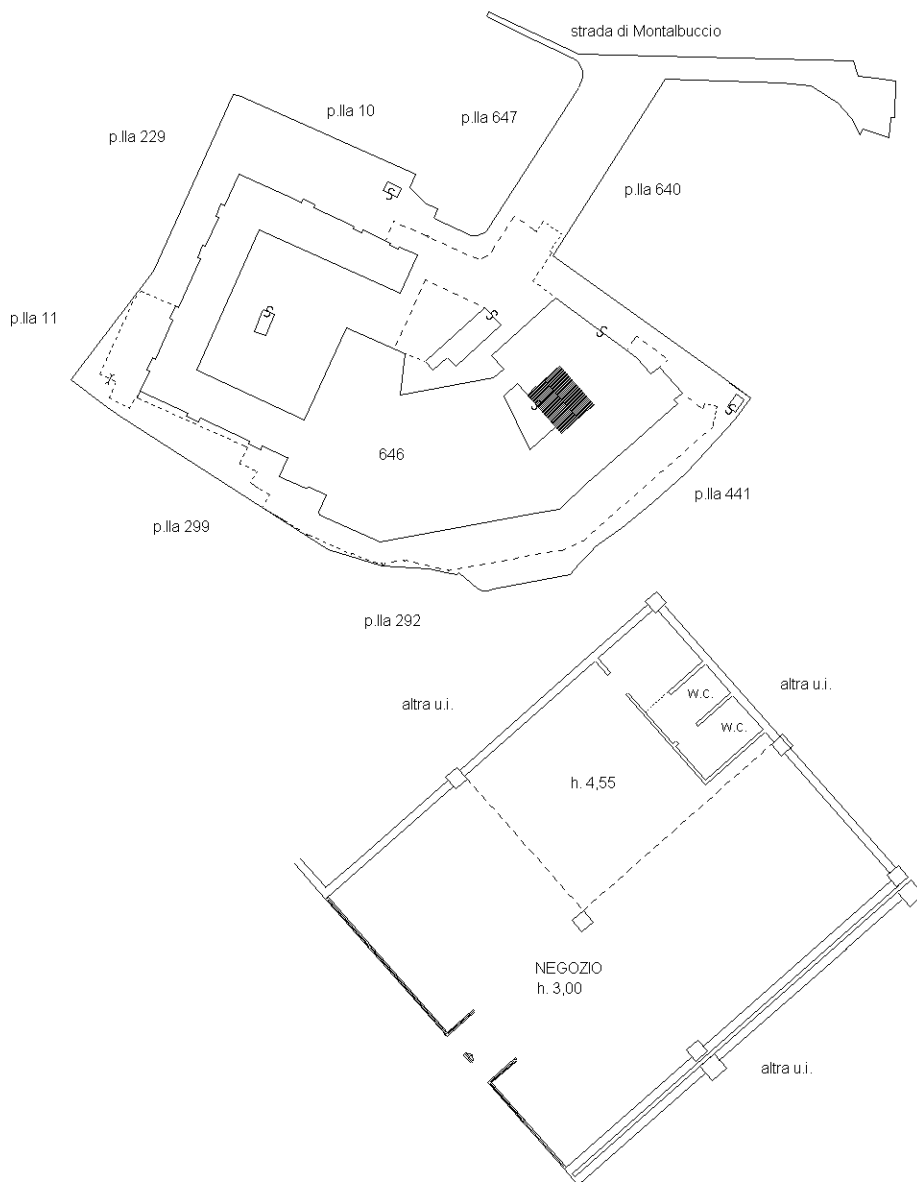 strada di Montalbuccio
p.lla 10
p.lla 647
p.lla 229
p.lla 640
p.lla 11
646
p.lla 441
p.lla 299
p.lla 292
altra u.i.
altra u.i.
w.c.
w.c.
h. 4,55
NEGOZIO
h. 3,00
altra u.i.